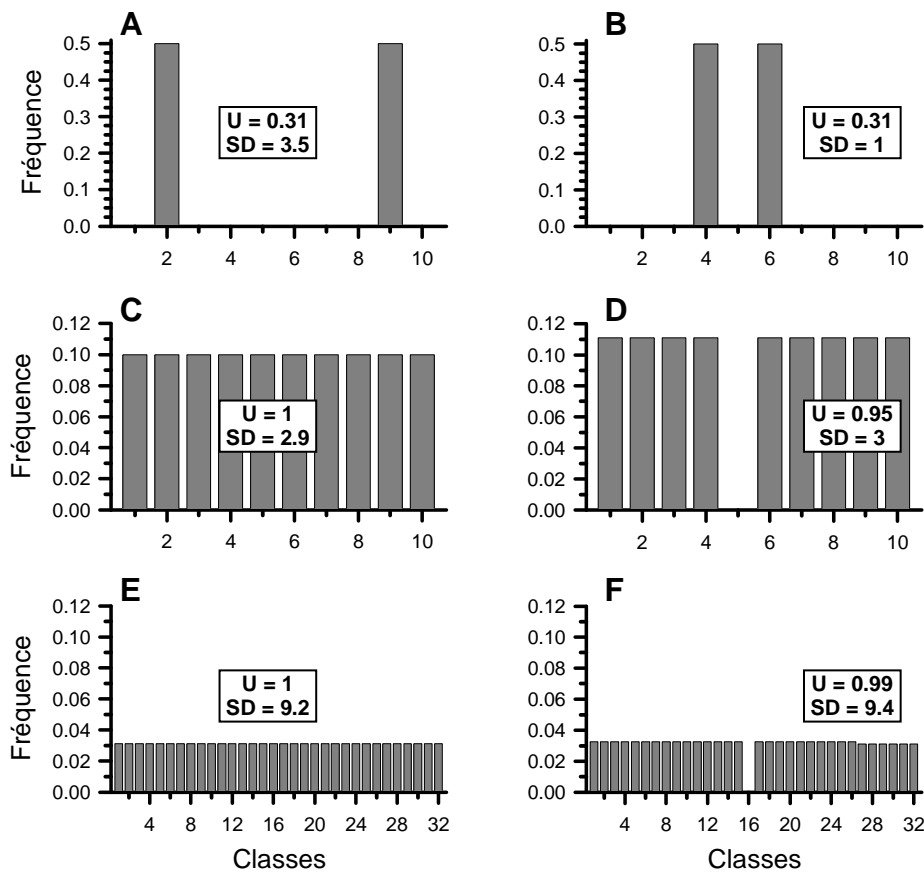 A
B
Fréquence
0.5
0.4
0.3
0.2
0.1
0.0
U = 0.31
SD = 3.5
2 4 6 8 10
0.5
0.4
0.3
0.2
0.1
0.0
U = 0.31
SD = 1
2 4 6 8 10
C
D
Fréquence
0.12
0.10
0.08
0.06
0.04
0.02
0.00
U = 1
SD = 2.9
2 4 6 8 10
0.12
0.10
0.08
0.06
0.04
0.02
0.00
U = 0.95
SD = 3
2 4 6 8 10
E
F
Fréquence
0.12
0.10
0.08
0.06
0.04
0.02
0.00
U = 1
SD = 9.2
4 8 12 16 20 24 28 32
Classes
0.12
0.10
0.08
0.06
0.04
0.02
0.00
U = 0.99
SD = 9.4
4 8 12 16 20 24 28 32
Classes